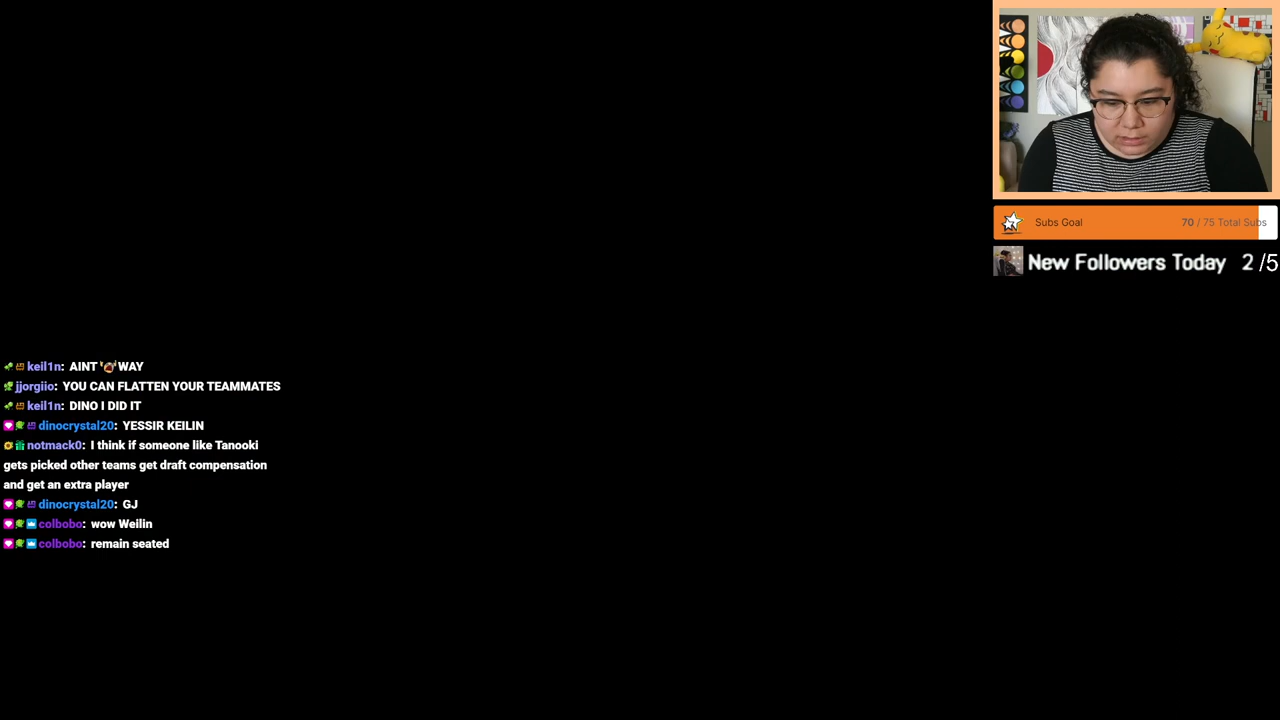 Subs Goal 70 / 75 Total Subs
New Followers Today 2 /5
keil1n: AINT WAY
jjorgiio: YOU CAN FLATTEN YOUR TEAMMATES
keil1n: DINO I DID IT
dinocrystal20: YESSIR KEILIN
notmack0: I think if someone like Tanooki
gets picked other teams get draft compensation
and get an extra player
dinocrystal20: GJ
colbobo: wow Weilin
colbobo: remain seated